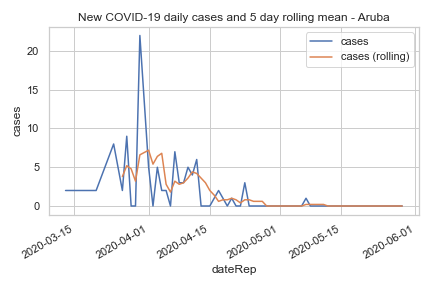 New COVID-19 daily cases and 5 day rolling mean - Aruba
cases
cases (rolling)
20
15
10
5
0
cases
2020-03-15
2020-04-01
2020-04-15
2020-05-01
2020-05-15
2020-06-01
dateRep